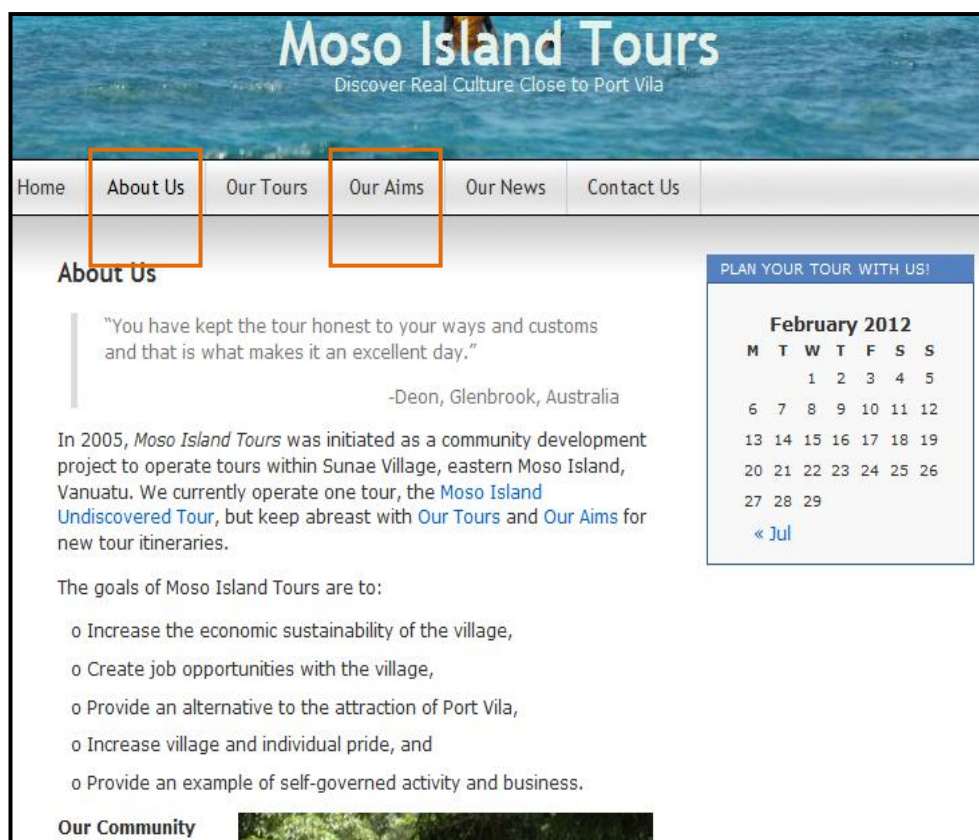 Moso Island Tours
Discover Real Culture Close to Port Vila
Home About Us Our Tours Our Aims Our News Contact Us
About Us
“You have kept the tour honest to your ways and customs
and that is what makes it an excellent day.”
-Deon, Glenbrook, Australia
In 2005, Moso Island Tours was initiated as a community development
project to operate tours within Sunae Village, eastern Moso Island,
Vanuatu. We currently operate one tour, the Moso Island
Undiscovered Tour, but keep abreast with Our Tours and Our Aims for
new tour itineraries.
The goals of Moso Island Tours are to:
o Increase the economic sustainability of the village,
o Create job opportunities with the village,
o Provide an alternative to the attraction of Port Vila,
o Increase village and individual pride, and
o Provide an example of self-governed activity and business.
Our Community
PLAN YOUR TOUR WITH US!
February 2012
M T W T F S S
1 2 3 4 5
6 7 8 9 10 11 12
13 14 15 16 17 18 19
20 21 22 23 24 25 26
27 28 29
« Jul